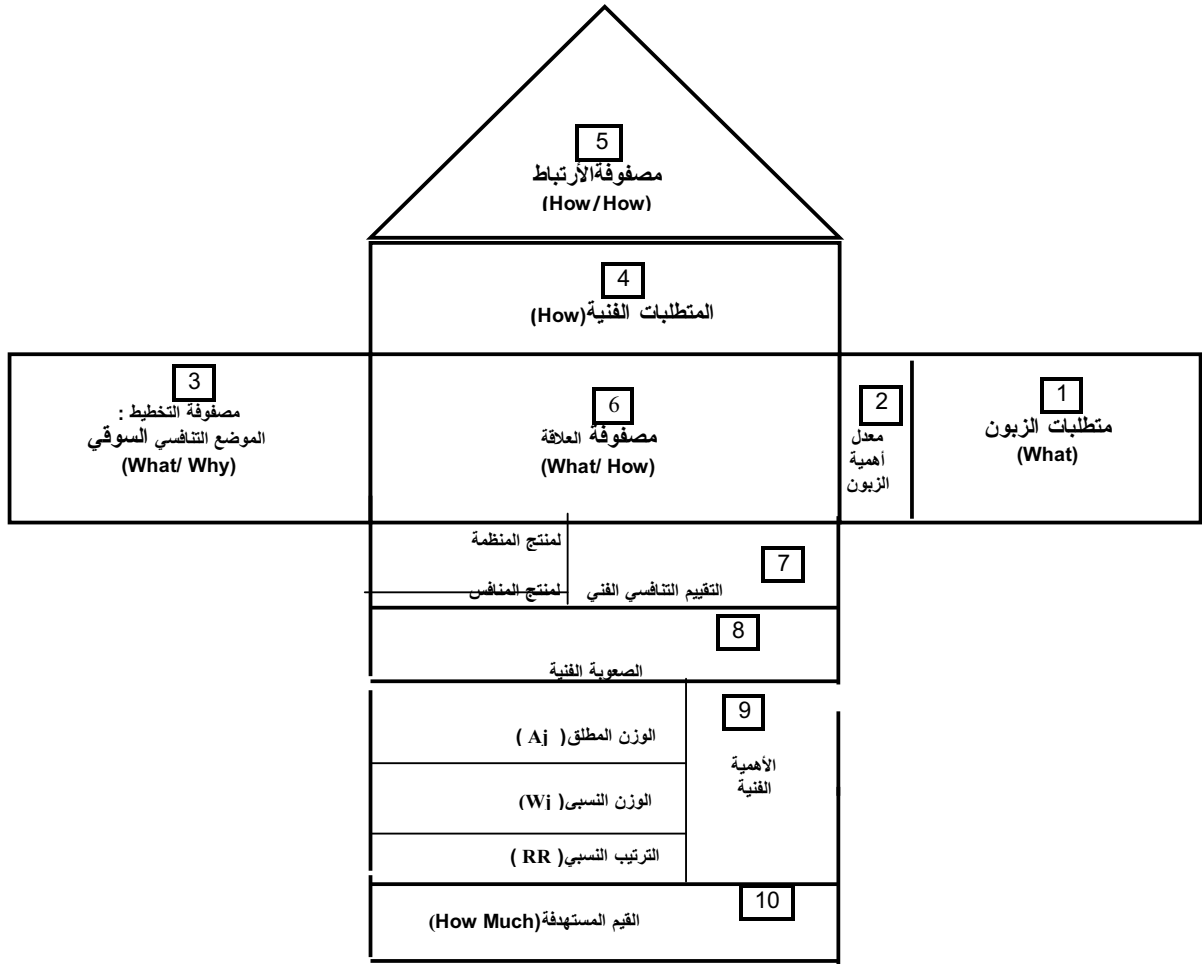 5
مصفوفةالأرتباط
(How/How)
4
المتطلبات الفنية(How)
1
متطلبات الزبون
(What)
2
معدل
أهمية
الزبون
6
مصفوفة العلاقة
(What/ How)
3
مصفوفة التخطيط :
الموضع التنافسي السوقي
(What/ Why)
7
التقييم التنافسي الفني
لمنتج المنظمة
لمنتج المنافس
8
الصعوبة الفنية
9
الأهمية
الفنية
الوزن المطلق( Aj )
الوزن النسبي( Wj)
الترتيب النسبي( RR )
10
القيم المستهدفة(How Much)